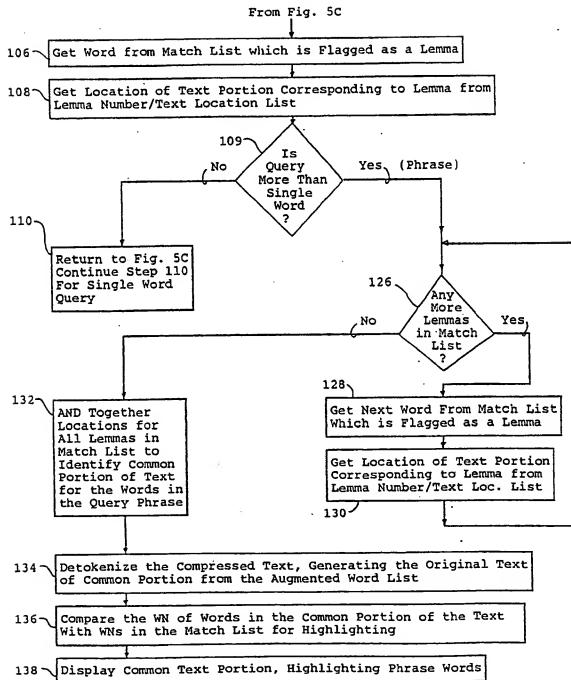 From Fig. 5C
106
Get Word from Match List which is Flagged as a Lemma
108
Get Location of Text Portion Corresponding to Lemma from
Lemma Number/Text Location List
109
Is
Query
More Than
Single
Word
?
No
Yes (Phrase)
110
Return to Fig. 5C
Continue Step 110
For Single Word
Query
126
Any
More
Lemmas
in Match
List
?
No
Yes
128
Get Next Word From Match List
Which is Flagged as a Lemma
132
AND Together
Locations for
All Lemmas in
Match List to
Identify Common
Portion of Text
for the Words in
the Query Phrase
Get Location of Text Portion
Corresponding to Lemma from
Lemma Number/Text Loc. List
130
134
Detokenize the Compressed Text, Generating the Original Text
of Common Portion from the Augmented Word List
136
Compare the WN of Words in the Common Portion of the Text
With WNs in the Match List for Highlighting
138
Display Common Text Portion, Highlighting Phrase Words